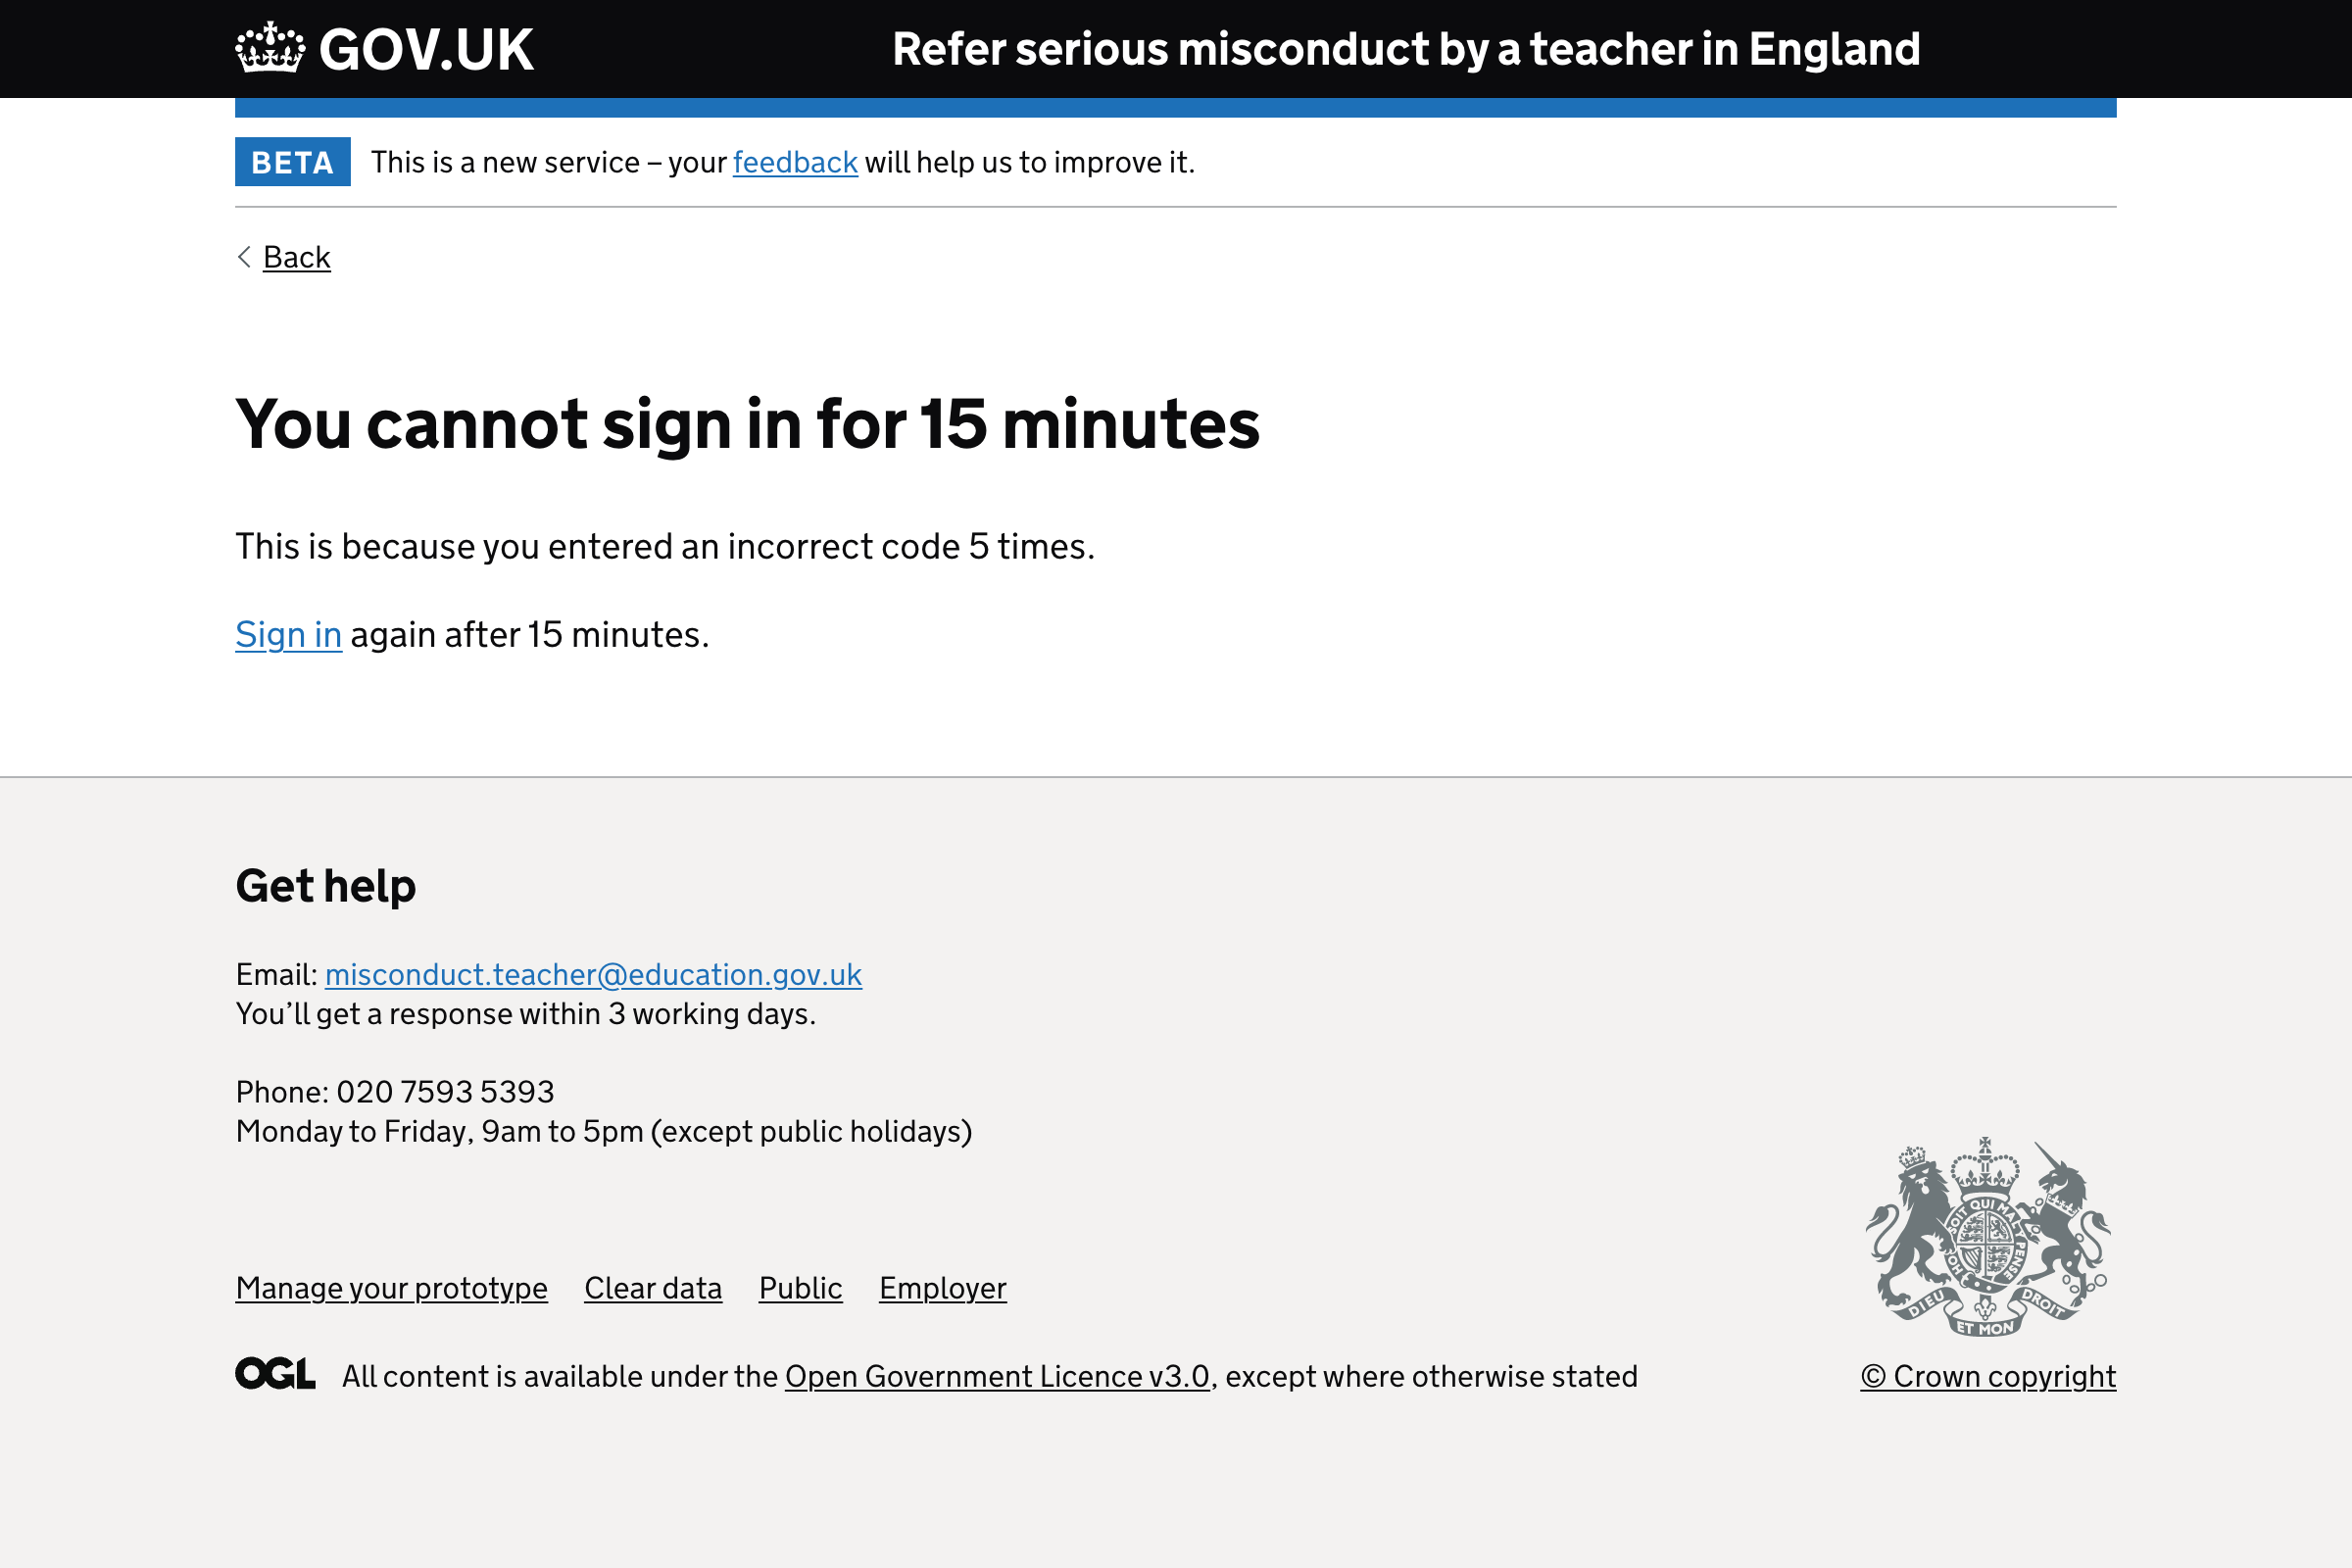 GOV.UK
Refer serious misconduct by a teacher in England
BETA
This is a new service – your feedback will help us to improve it.
Back
You cannot sign in for 15 minutes
This is because you entered an incorrect code 5 times.
Sign in again after 15 minutes.
Get help
Email: misconduct.teacher@education.gov.uk
You’ll get a response within 3 working days.
Phone: 020 7593 5393
Monday to Friday, 9am to 5pm (except public holidays)
SOIT QUI MAL
PENSE
HO
DIEU
ET MON
DROIT
Manage your prototype Clear data Public Employer
OGL All content is available under the Open Government Licence v3.0, except where otherwise stated
© Crown copyright